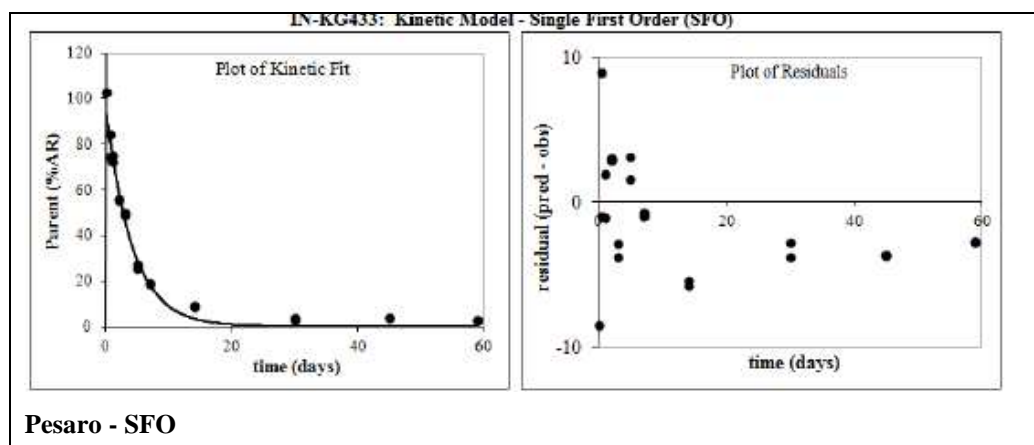 IN-KG433: Kinetic Model - Single First Order (SFO)
Plot of Kinetic Fit
Parent (%AR)
120
100
80
60
40
20
0
0 20 40 60
time (days)
Plot of Residuals
residual (pred - obs)
10
0
-10
20 40 60
time (days)
Pesaro - SFO